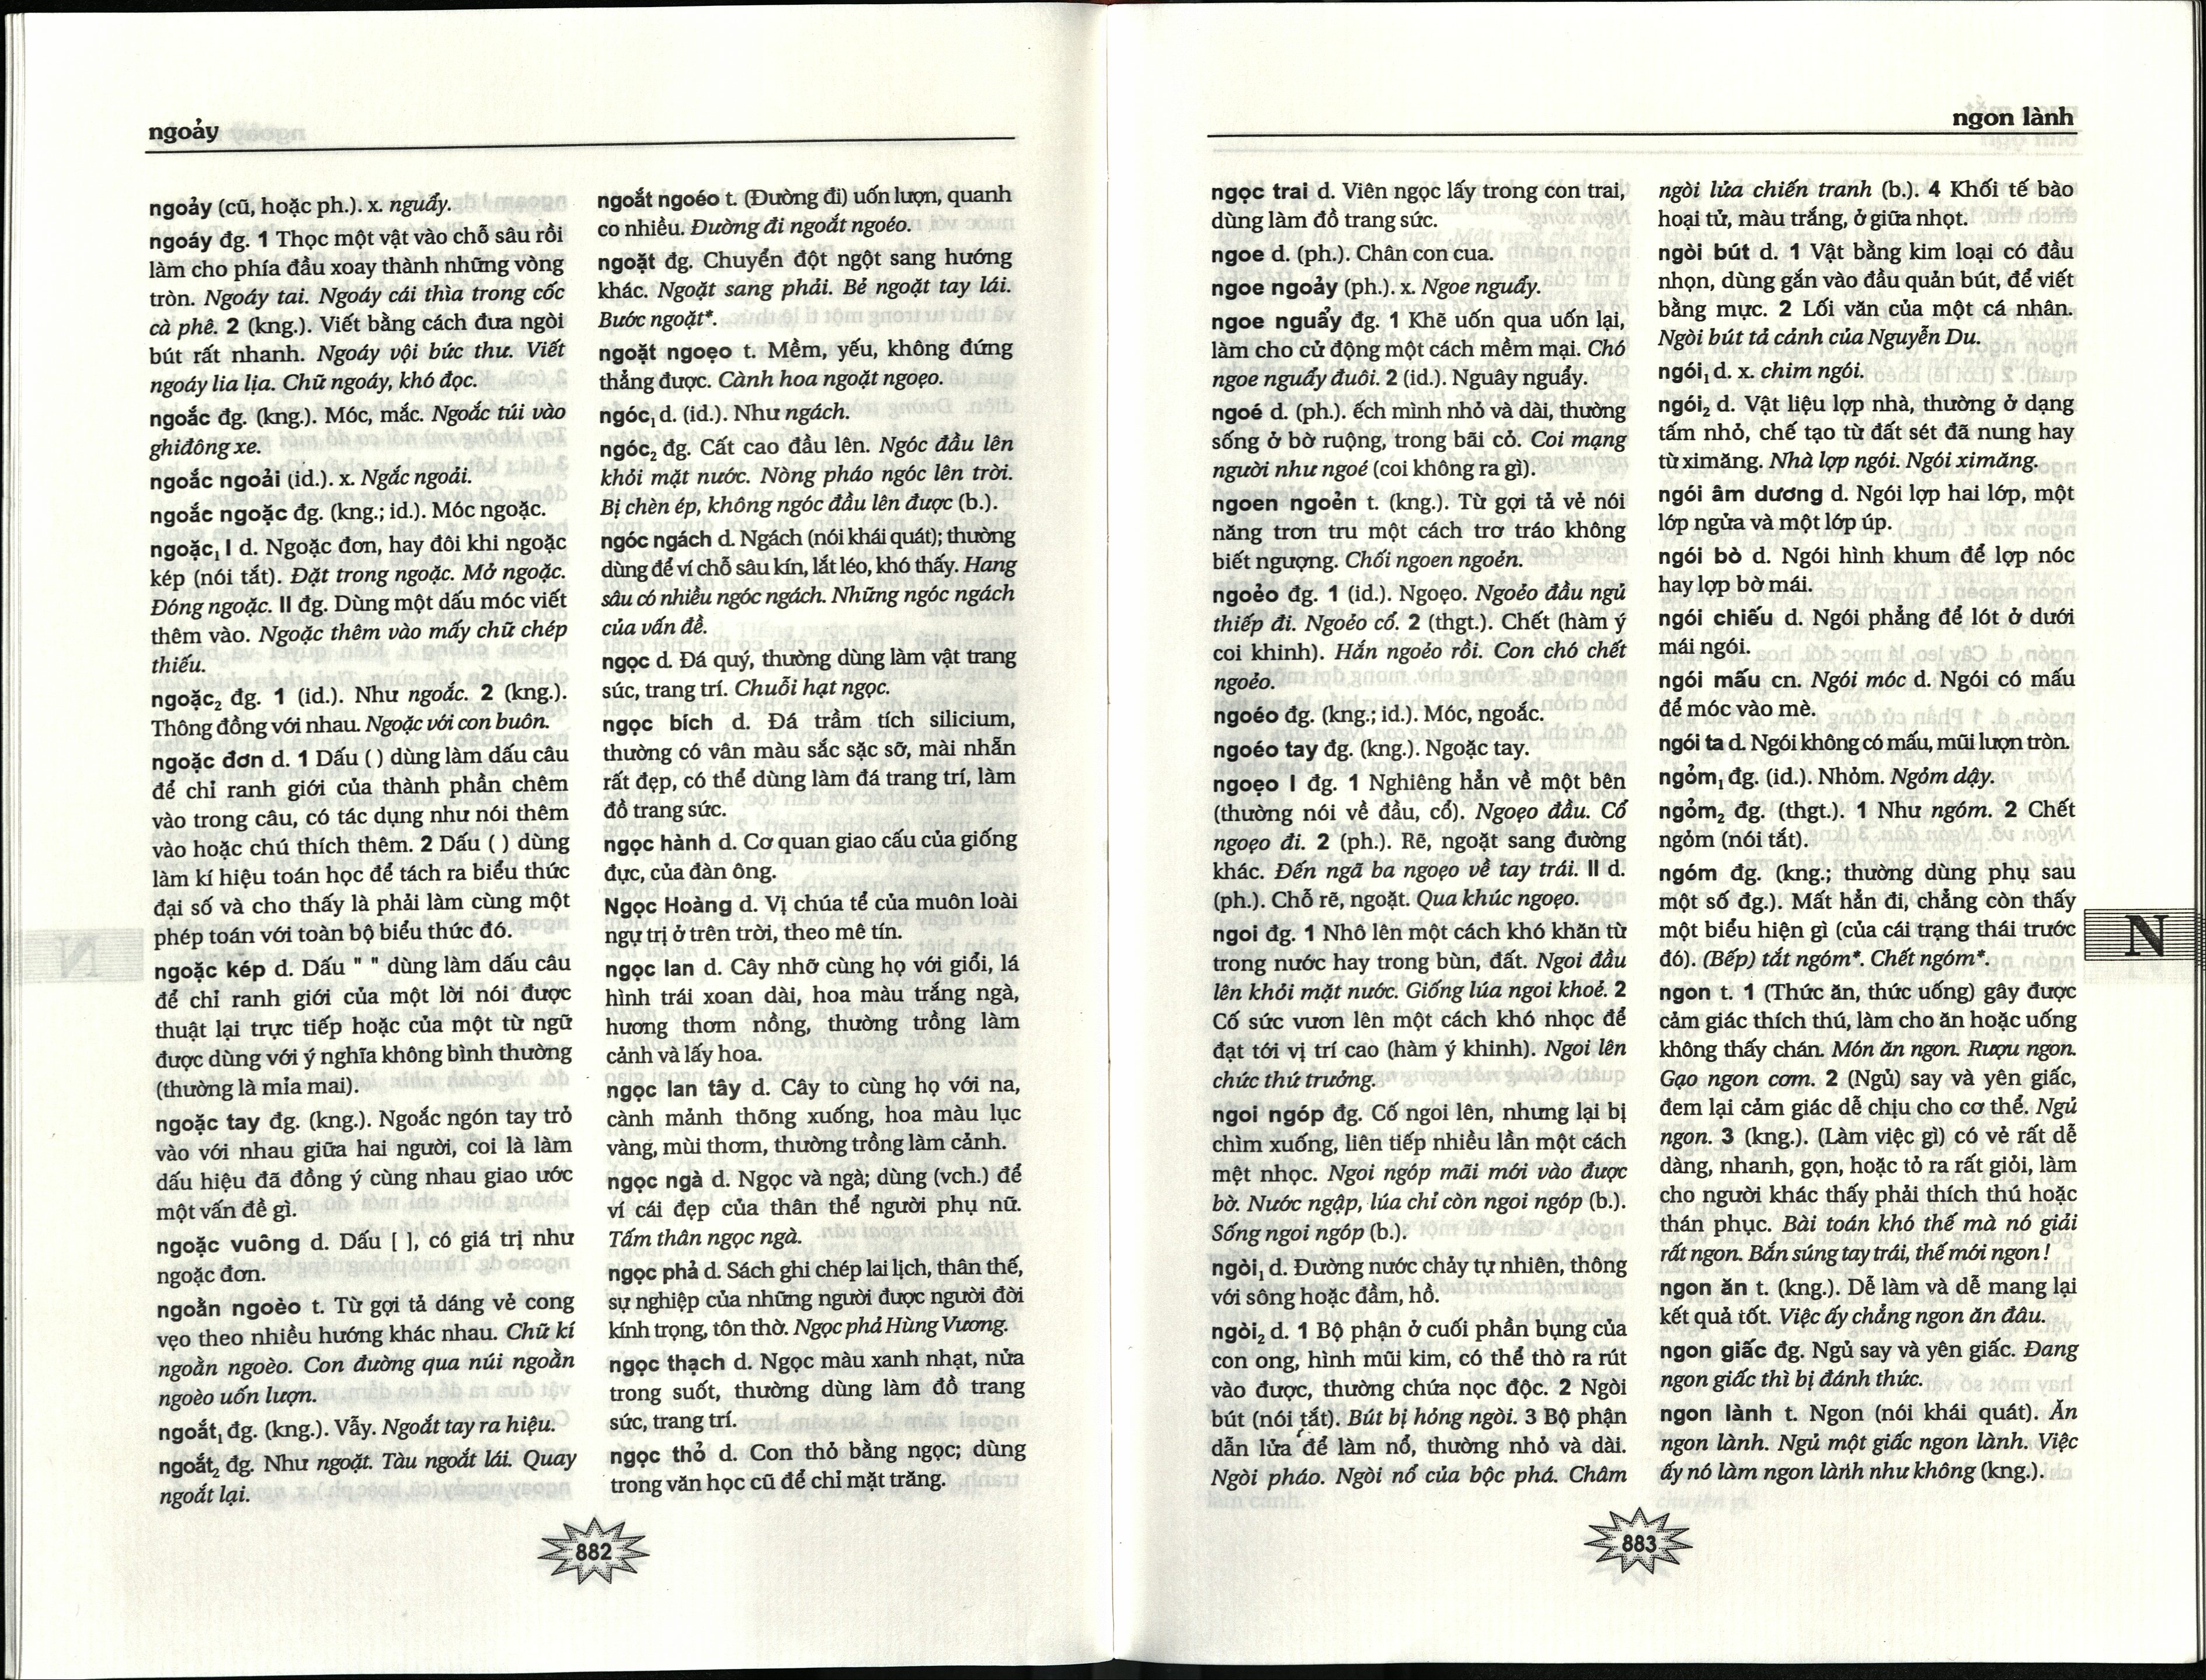 ngoảy
ngoảy (cũ, hoặc ph.). x. nguẩy.
ngoáy đg. 1 Thọc một vật vào chỗ sâu rồi
làm cho phía đầu xoay thành những vòng
tròn. Ngoáy tai. Ngoáy cái thìa trong cốc
cà phê. 2 (kng.). Viết bằng cách đưa ngòi
bút rất nhanh. Ngoáy vội bức thư. Viết
ngoáy lia lịa. Chữ ngoáy, khó đọc.
ngoắc đg. (kng.). Móc, mắc. Ngoắc túi vào
ghiđông xe.
ngoắc ngoải (id.). x. Ngắc ngoải.
ngoắc ngoặc đg. (kng.; id.). Móc ngoặc.
ngoặc₁ I d. Ngoặc đơn, hay đôi khi ngoặc
kép (nói tắt). Đặt trong ngoặc. Mở ngoặc.
Đóng ngoặc. II đg. Dùng một dấu móc viết
thêm vào. Ngoặc thêm vào mấy chữ chép
thiếu.
ngoặc₂ đg. 1 (id.). Như ngoắc. 2 (kng.).
Thông đồng với nhau. Ngoặc với con buôn.
ngoặc đơn d. 1 Dấu ( ) dùng làm dấu câu
để chỉ ranh giới của thành phần chêm
vào trong câu, có tác dụng như nói thêm
vào hoặc chú thích thêm. 2 Dấu ( ) dùng
làm kí hiệu toán học để tách ra biểu thức
đại số và cho thấy là phải làm cùng một
phép toán với toàn bộ biểu thức đó.
ngoặc kép d. Dấu " " dùng làm dấu câu
để chỉ ranh giới của một lời nói được
thuật lại trực tiếp hoặc của một từ ngữ
được dùng với ý nghĩa không bình thường
(thường là mỉa mai).
ngoặc tay đg. (kng.). Ngoắc ngón tay trỏ
vào với nhau giữa hai người, coi là làm
dấu hiệu đã đồng ý cùng nhau giao ước
một vấn đề gì.
ngoặc vuông d. Dấu [ ], có giá trị như
ngoặc đơn.
ngoằn ngoèo t. Từ gợi tả dáng vẻ cong
vẹo theo nhiều hướng khác nhau. Chữ kí
ngoằn ngoèo. Con đường qua núi ngoằn
ngoèo uốn lượn.
ngoắt₁ đg. (kng.). Vẫy. Ngoắt tay ra hiệu.
ngoắt₂ đg. Như ngoặt. Tàu ngoắt lái. Quay
ngoắt lại.
ngoắt ngoéo t. (Đường đi) uốn lượn, quanh
co nhiều. Đường đi ngoắt ngoéo.
ngoặt đg. Chuyển đột ngột sang hướng
khác. Ngoặt sang phải. Bẻ ngoặt tay lái.
Bước ngoặt*.
ngoặt ngoẹo t. Mềm, yếu, không đứng
thẳng được. Cành hoa ngoặt ngoẹo.
ngóc₁ d. (id.). Như ngách.
ngóc₂ đg. Cất cao đầu lên. Ngóc đầu lên
khỏi mặt nước. Nòng pháo ngóc lên trời.
Bị chèn ép, không ngóc đầu lên được (b.).
ngóc ngách d. Ngách (nói khái quát); thường
dùng để ví chỗ sâu kín, lắt léo, khó thấy. Hang
sâu có nhiều ngóc ngách. Những ngóc ngách
của vấn đề.
ngọc d. Đá quý, thường dùng làm vật trang
sức, trang trí. Chuỗi hạt ngọc.
ngọc bích d. Đá trầm tích silicium,
thường có vân màu sắc sặc sỡ, mài nhẵn
rất đẹp, có thể dùng làm đá trang trí, làm
đồ trang sức.
ngọc hành d. Cơ quan giao cấu của giống
đực, của đàn ông.
Ngọc Hoàng d. Vị chúa tể của muôn loài
ngự trị ở trên trời, theo mê tín.
ngọc lan d. Cây nhỡ cùng họ với giổi, lá
hình trái xoan dài, hoa màu trắng ngà,
hương thơm nồng, thường trồng làm
cảnh và lấy hoa.
ngọc lan tây d. Cây to cùng họ với na,
cành mảnh thõng xuống, hoa màu lục
vàng, mùi thơm, thường trồng làm cảnh.
ngọc ngà d. Ngọc và ngà; dùng (vch.) để
ví cái đẹp của thân thể người phụ nữ.
Tấm thân ngọc ngà.
ngọc phả d. Sách ghi chép lai lịch, thân thế,
sự nghiệp của những người được người đời
kính trọng, tôn thờ. Ngọc phả Hùng Vương.
ngọc thạch d. Ngọc màu xanh nhạt, nửa
trong suốt, thường dùng làm đồ trang
sức, trang trí.
ngọc thỏ d. Con thỏ bằng ngọc; dùng
trong văn học cũ để chỉ mặt trăng.
882
ngon lành
ngọc trai d. Viên ngọc lấy trong con trai,
dùng làm đồ trang sức.
ngoe d. (ph.). Chân con cua.
ngoe ngoảy (ph.). x. Ngoe nguẩy.
ngoe nguẩy đg. 1 Khẽ uốn qua uốn lại,
làm cho cử động một cách mềm mại. Chó
ngoe nguẩy đuôi. 2 (id.). Nguây nguẩy.
ngoé d. (ph.). ếch mình nhỏ và dài, thường
sống ở bờ ruộng, trong bãi cỏ. Coi mạng
người như ngoé (coi không ra gì).
ngoen ngoẻn t. (kng.). Từ gợi tả vẻ nói
năng trơn tru một cách trơ tráo không
biết ngượng. Chối ngoen ngoẻn.
ngoẻo đg. 1 (id.). Ngoẹo. Ngoẻo đầu ngủ
thiếp đi. Ngoẻo cổ. 2 (thgt.). Chết (hàm ý
coi khinh). Hắn ngoẻo rồi. Con chó chết
ngoẻo.
ngoéo đg. (kng.; id.). Móc, ngoắc.
ngoéo tay đg. (kng.). Ngoặc tay.
ngoẹo I đg. 1 Nghiêng hẳn về một bên
(thường nói về đầu, cổ). Ngoẹo đầu. Cổ
ngoẹo đi. 2 (ph.). Rẽ, ngoặt sang đường
khác. Đến ngã ba ngoẹo về tay trái. II d.
(ph.). Chỗ rẽ, ngoặt. Qua khúc ngoẹo.
ngoi đg. 1 Nhô lên một cách khó khăn từ
trong nước hay trong bùn, đất. Ngoi đầu
lên khỏi mặt nước. Giống lúa ngoi khoẻ. 2
Cố sức vươn lên một cách khó nhọc để
đạt tới vị trí cao (hàm ý khinh). Ngoi lên
chức thứ trưởng.
ngoi ngóp đg. Cố ngoi lên, nhưng lại bị
chìm xuống, liên tiếp nhiều lần một cách
mệt nhọc. Ngoi ngóp mãi mới vào được
bờ. Nước ngập, lúa chỉ còn ngoi ngóp (b.).
Sống ngoi ngóp (b.).
ngòi₁ d. Đường nước chảy tự nhiên, thông
với sông hoặc đầm, hồ.
ngòi₂ d. 1 Bộ phận ở cuối phần bụng của
con ong, hình mũi kim, có thể thò ra rút
vào được, thường chứa nọc độc. 2 Ngòi
bút (nói tắt). Bút bị hỏng ngòi. 3 Bộ phận
dẫn lửa để làm nổ, thường nhỏ và dài.
Ngòi pháo. Ngòi nổ của bộc phá. Châm
ngòi lửa chiến tranh (b.). 4 Khối tế bào
hoại tử, màu trắng, ở giữa nhọt.
ngòi bút d. 1 Vật bằng kim loại có đầu
nhọn, dùng gắn vào đầu quản bút, để viết
bằng mực. 2 Lối văn của một cá nhân.
Ngòi bút tả cảnh của Nguyễn Du.
ngói₁ d. x. chim ngói.
ngói₂ d. Vật liệu lợp nhà, thường ở dạng
tấm nhỏ, chế tạo từ đất sét đã nung hay
từ ximăng. Nhà lợp ngói. Ngói ximăng.
ngói âm dương d. Ngói lợp hai lớp, một
lớp ngửa và một lớp úp.
ngói bò d. Ngói hình khum để lợp nóc
hay lợp bờ mái.
ngói chiếu d. Ngói phẳng để lót ở dưới
mái ngói.
ngói mấu cn. Ngói móc d. Ngói có mấu
để móc vào mè.
ngói ta d. Ngói không có mấu, mũi lượn tròn.
ngỏm₁ đg. (id.). Nhỏm. Ngỏm dậy.
ngỏm₂ đg. (thgt.). 1 Như ngóm. 2 Chết
ngỏm (nói tắt).
ngóm đg. (kng.; thường dùng phụ sau
một số đg.). Mất hẳn đi, chẳng còn thấy
một biểu hiện gì (của cái trạng thái trước
đó). (Bếp) tắt ngóm*. Chết ngóm*.
ngon t. 1 (Thức ăn, thức uống) gây được
cảm giác thích thú, làm cho ăn hoặc uống
không thấy chán. Món ăn ngon. Rượu ngon.
Gạo ngon cơm. 2 (Ngủ) say và yên giấc,
đem lại cảm giác dễ chịu cho cơ thể. Ngủ
ngon. 3 (kng.). (Làm việc gì) có vẻ rất dễ
dàng, nhanh, gọn, hoặc tỏ ra rất giỏi, làm
cho người khác thấy phải thích thú hoặc
thán phục. Bài toán khó thế mà nó giải
rất ngon. Bắn súng tay trái, thế mới ngon !
ngon ăn t. (kng.). Dễ làm và dễ mang lại
kết quả tốt. Việc ấy chẳng ngon ăn đâu.
ngon giấc đg. Ngủ say và yên giấc. Đang
ngon giấc thì bị đánh thức.
ngon lành t. Ngon (nói khái quát). Ăn
ngon lành. Ngủ một giấc ngon lành. Việc
ấy nó làm ngon lành như không (kng.).
N
883